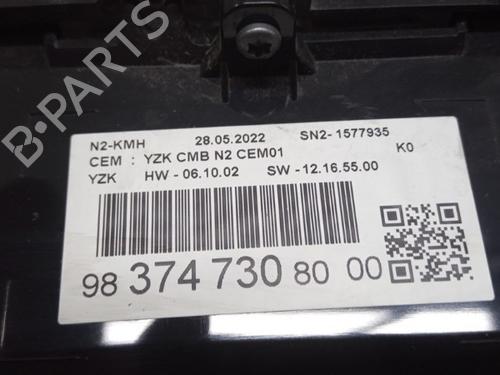 N2-KMH 28.05.2022 SN2- 1577935
CEM : YZK CMB N2 CEM01 K0
YZK HW - 06.10.02 SW -12.16.55.00
98 374 730 80 00
B-PARTS